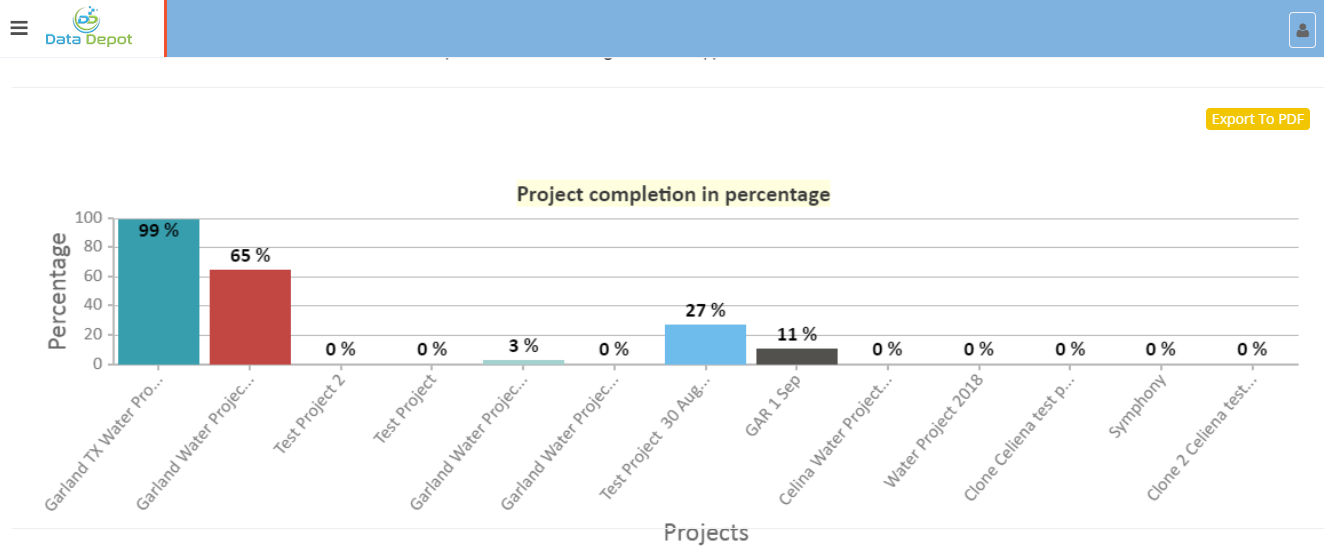 Data Depot
Export To PDF
Project completion in percentage
Percentage
100
80
60
40
20
0
99 %
65 %
0 %
0 %
3 %
0 %
27 %
11 %
0 %
0 %
0 %
0 %
0 %
Garland TX Water Pro...
Garland Water Projec...
Test Project 2
Test Project
Garland Water Projec...
Garland Water Projec...
Test Project 30 Aug...
GAR 1 Sep
Celina Water Project...
Water Project 2018
Clone Celiena test p...
Symphony
Clone 2 Celiena test...
Projects